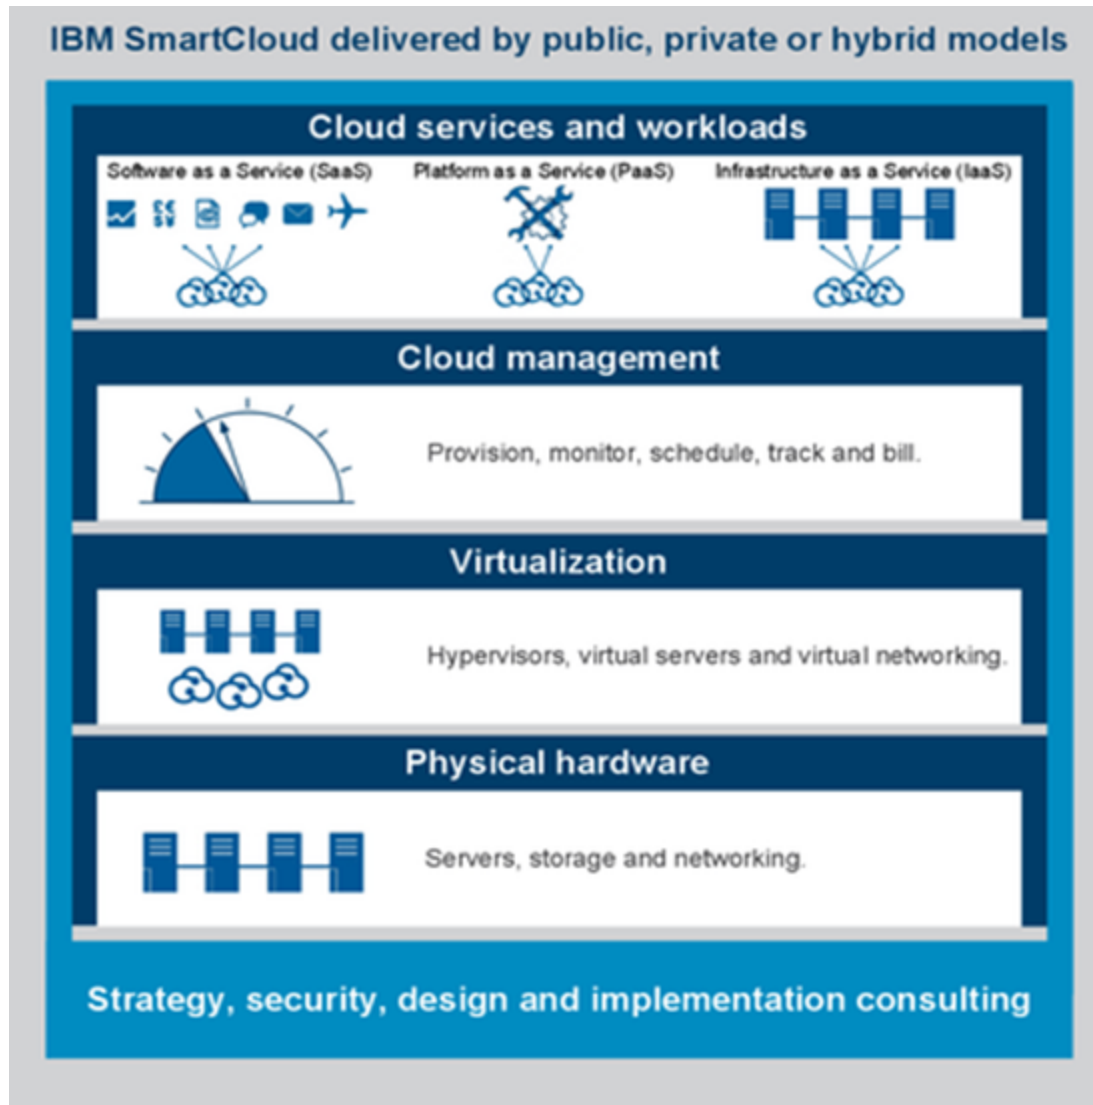 IBM SmartCloud delivered by public, private or hybrid models
Cloud services and workloads
Software as a Service (SaaS)
Platform as a Service (PaaS)
Infrastructure as a Service (IaaS)
Cloud management
Provision, monitor, schedule, track and bill.
Virtualization
Hypervisors, virtual servers and virtual networking.
Physical hardware
Servers, storage and networking.
Strategy, security, design and implementation consulting